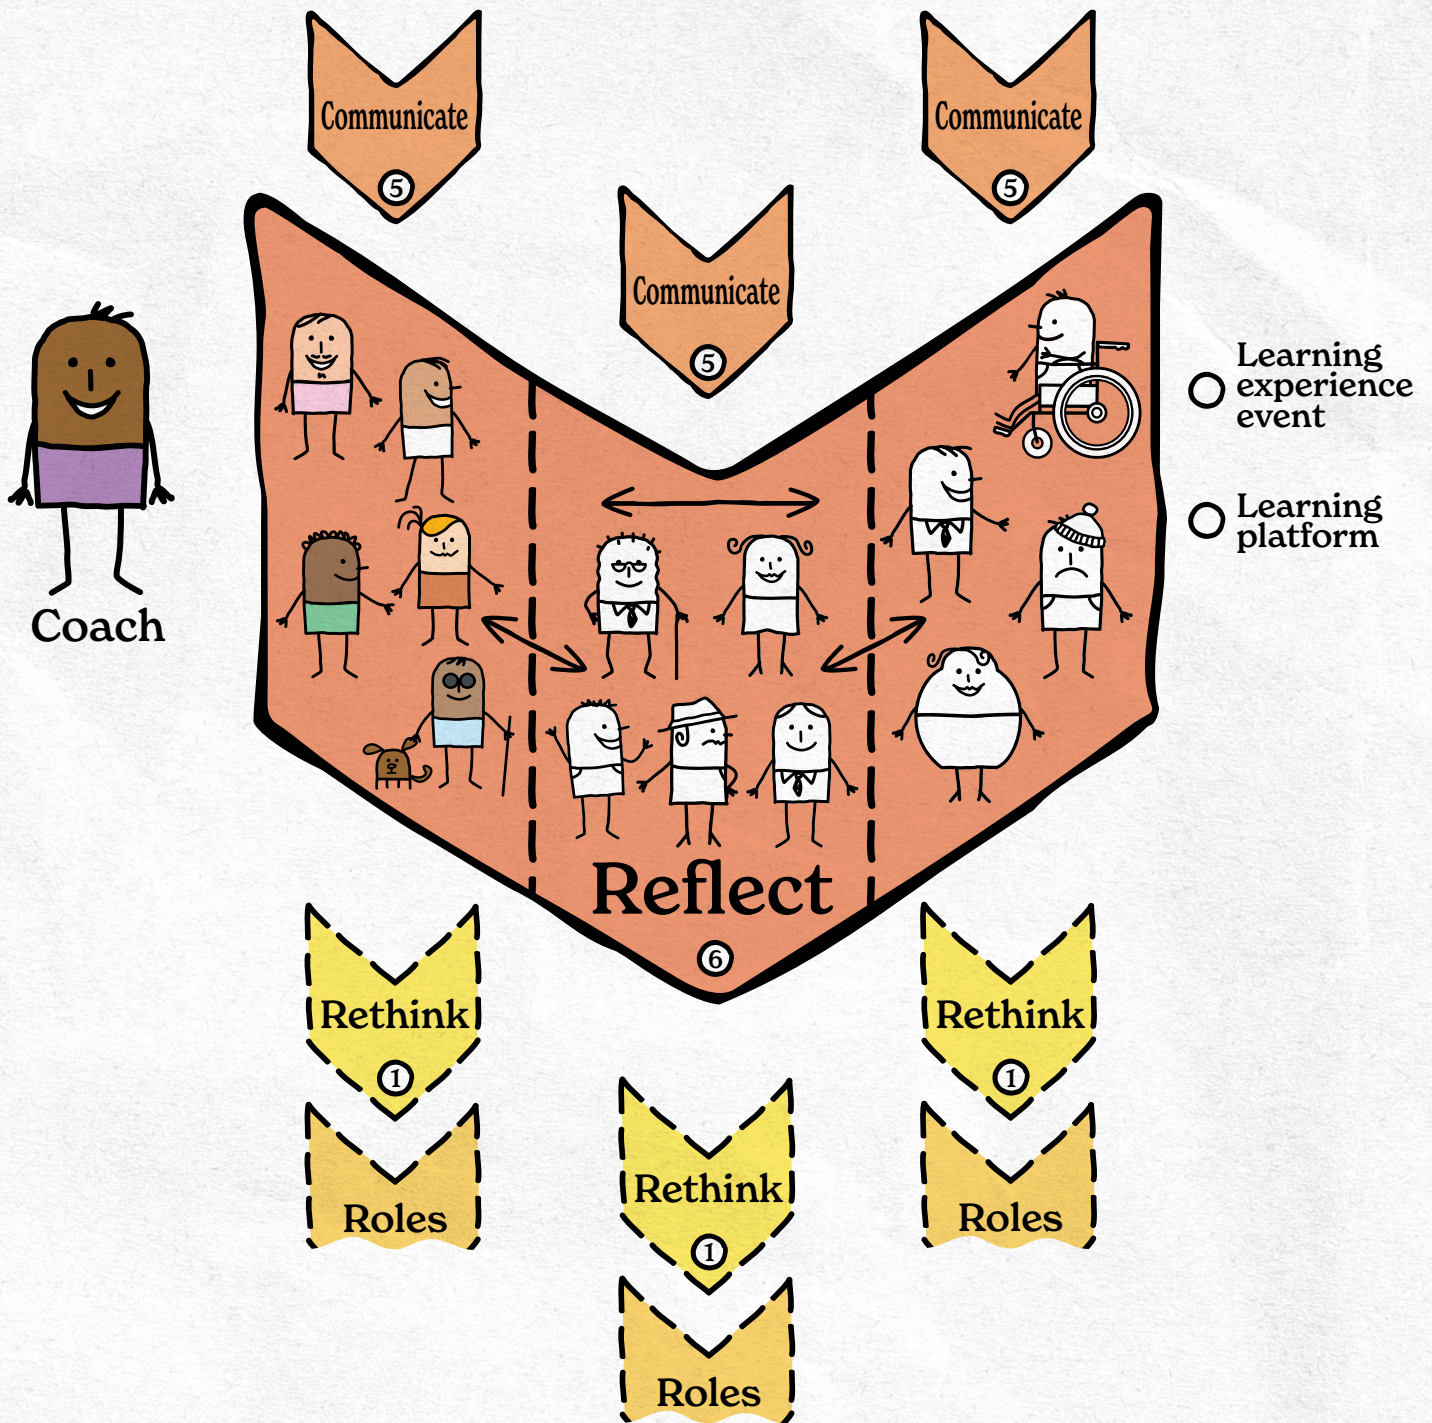 Communicate
5
Communicate
5
Communicate
5
Learning
experience
event
Learning
platform
Coach
Reflect
6
Rethink
1
Roles
Rethink
1
Roles
Rethink
1
Roles